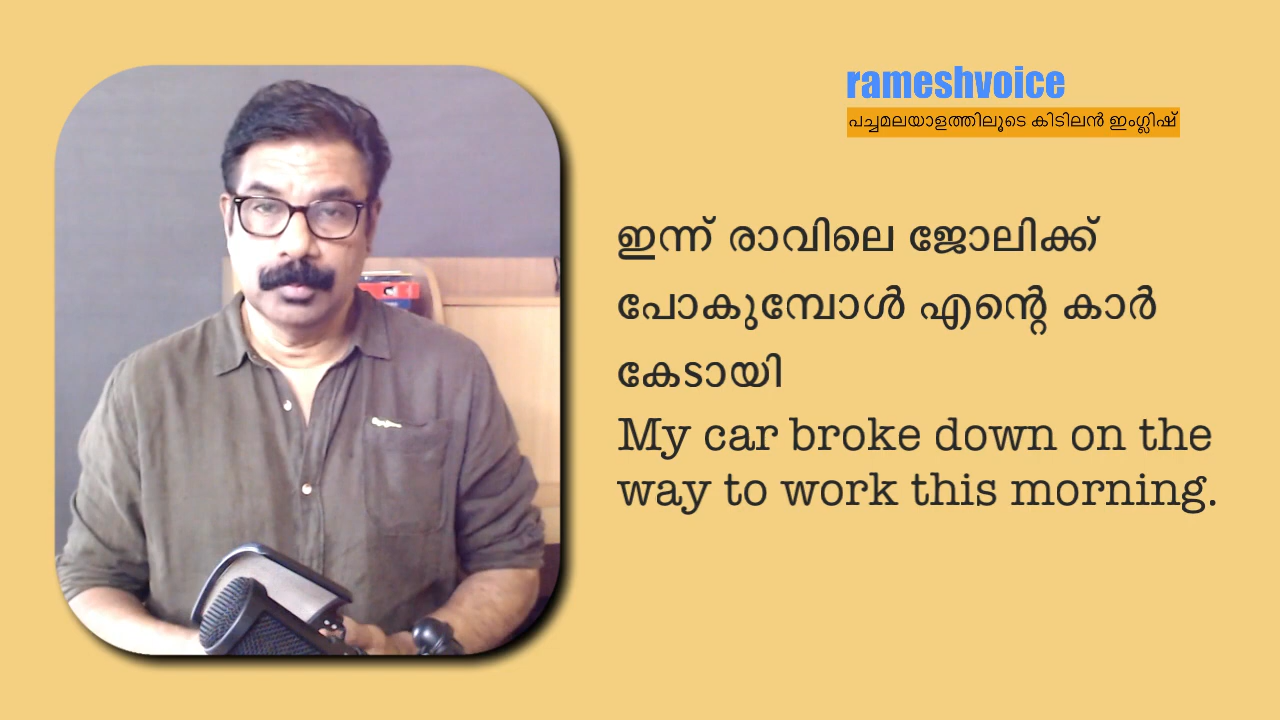 rameshvoice
പച്ചമലയാളത്തിലൂടെ കിടിലൻ ഇംഗ്ലിഷ്
ഇന്ന് രാവിലെ ജോലിക്ക്
പോകുമ്പോൾ എന്റെ കാർ
കേടായി
My car broke down on the
way to work this morning.